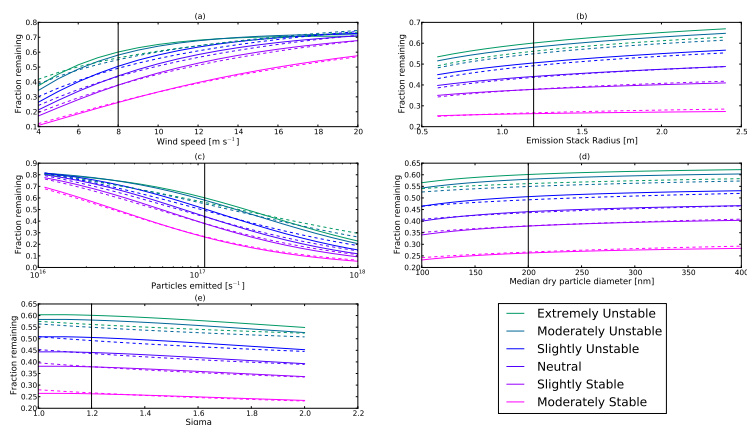 (a)
Fraction remaining
0.8
0.7
0.6
0.5
0.4
0.3
0.2
0.1
4 6 8 10 12 14 16 18 20
Wind speed [m s⁻¹]
(b)
Fraction remaining
0.7
0.6
0.5
0.4
0.3
0.2
0.5 1.0 1.5 2.0 2.5
Emission Stack Radius [m]
(c)
Fraction remaining
0.9
0.8
0.7
0.6
0.5
0.4
0.3
0.2
0.1
0.0
10¹⁶ 10¹⁷ 10¹⁸
Particles emitted [s⁻¹]
(d)
Fraction remaining
0.65
0.60
0.55
0.50
0.45
0.40
0.35
0.30
0.25
0.20
100 150 200 250 300 350 400
Median dry particle diameter [nm]
(e)
Fraction remaining
0.65
0.60
0.55
0.50
0.45
0.40
0.35
0.30
0.25
0.20
1.0 1.2 1.4 1.6 1.8 2.0 2.2
Sigma
Extremely Unstable
Moderately Unstable
Slightly Unstable
Neutral
Slightly Stable
Moderately Stable